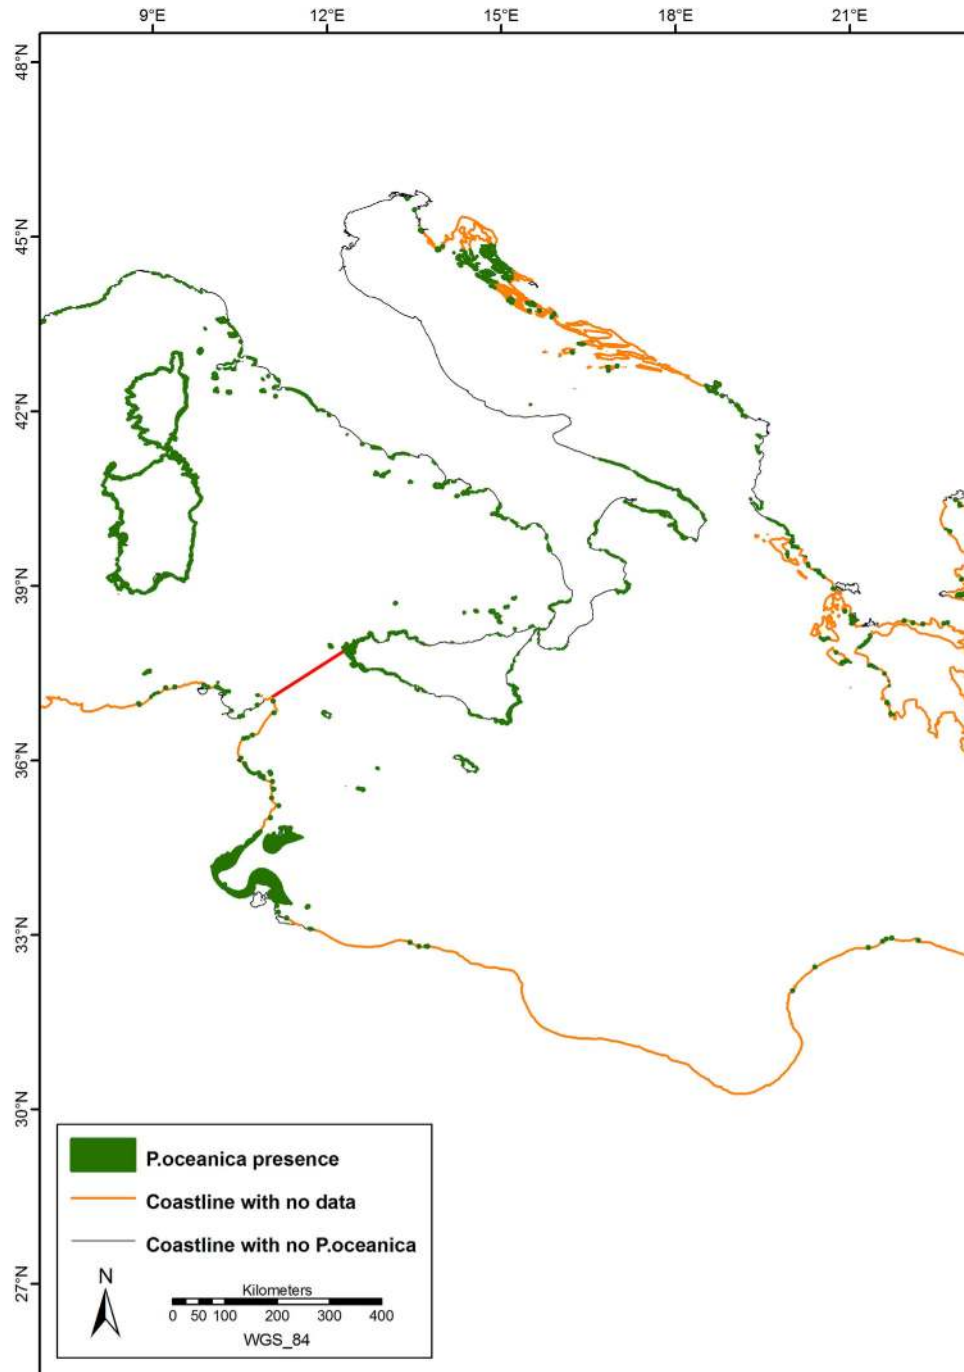 9°E 12°E 15°E 18°E 21°E
48°N
45°N
42°N
39°N
36°N
33°N
30°N
27°N
P.oceanica presence
Coastline with no data
Coastline with no P.oceanica
N
Kilometers
0 50 100 200 300 400
WGS_84